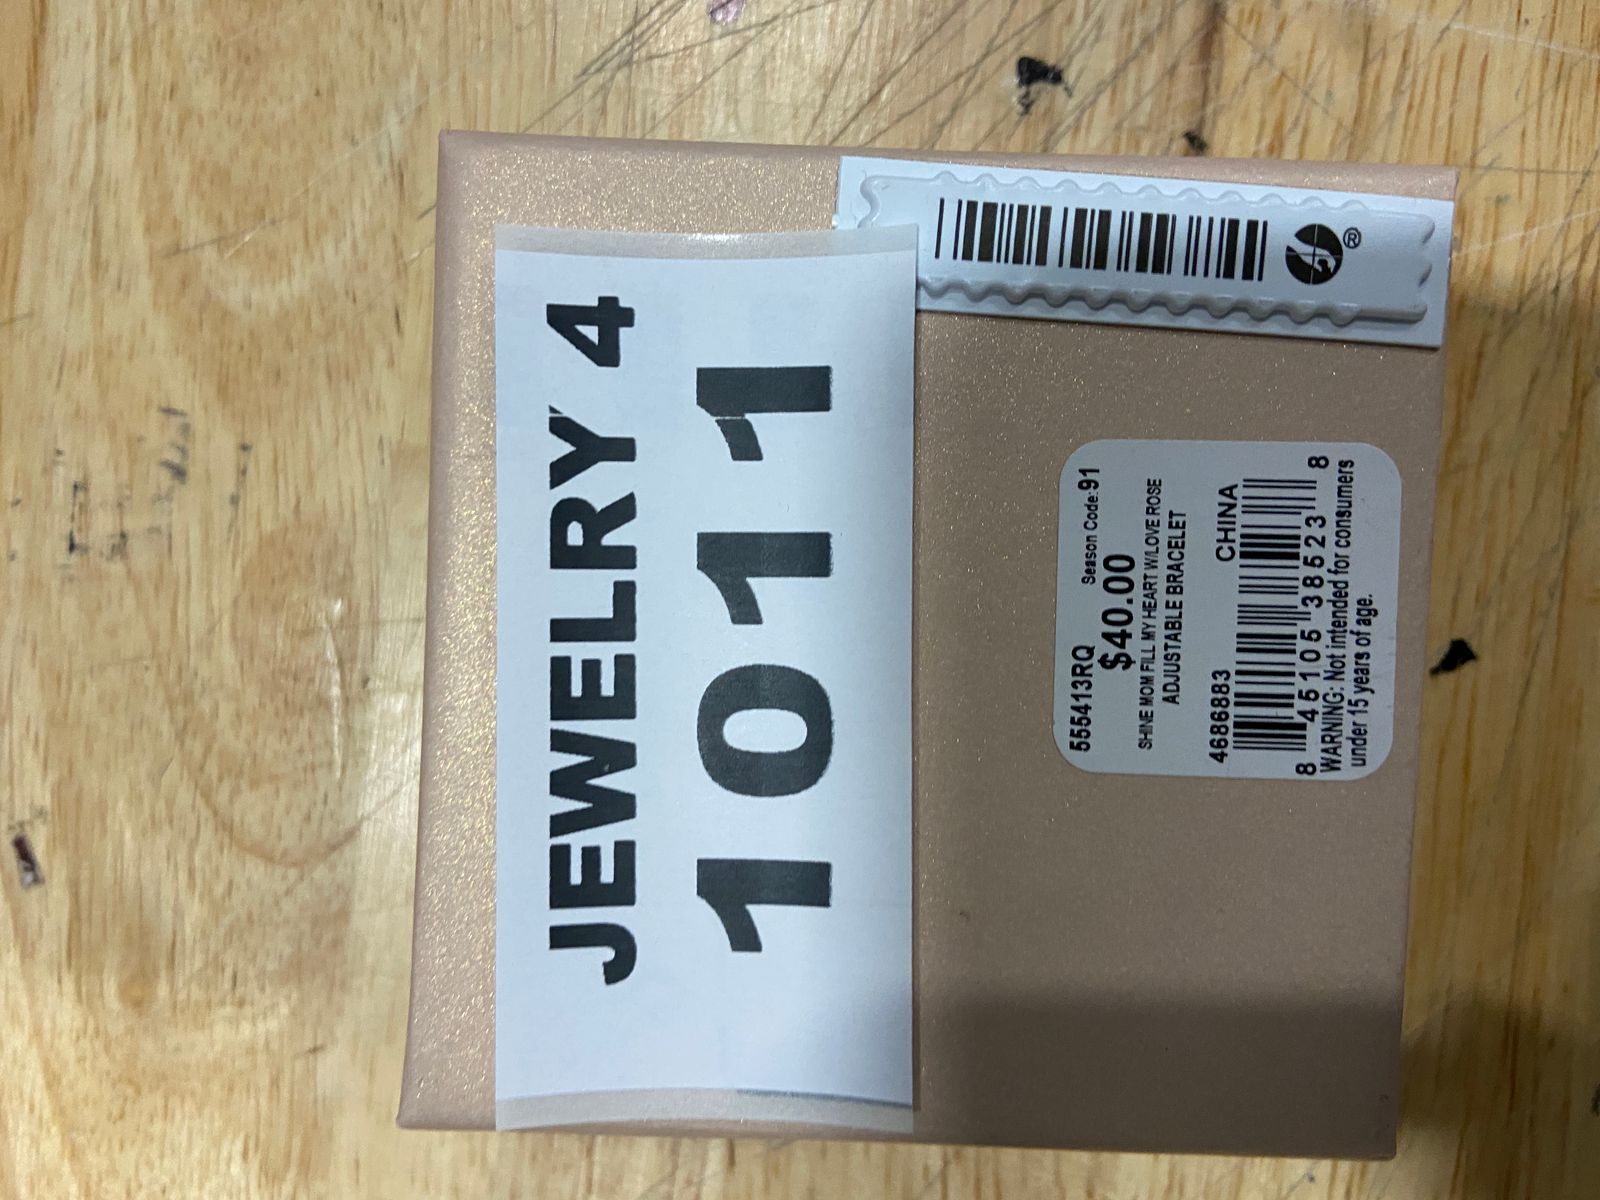 JEWELRY 4
1011
®
555413RQ Season Code:91
$40.00
SHINE MOM FILL MY HEART W/LOVE ROSE
ADJUSTABLE BRACELET
4686883 CHINA
8 45105 38523 8
WARNING: Not intended for consumers
under 15 years of age.